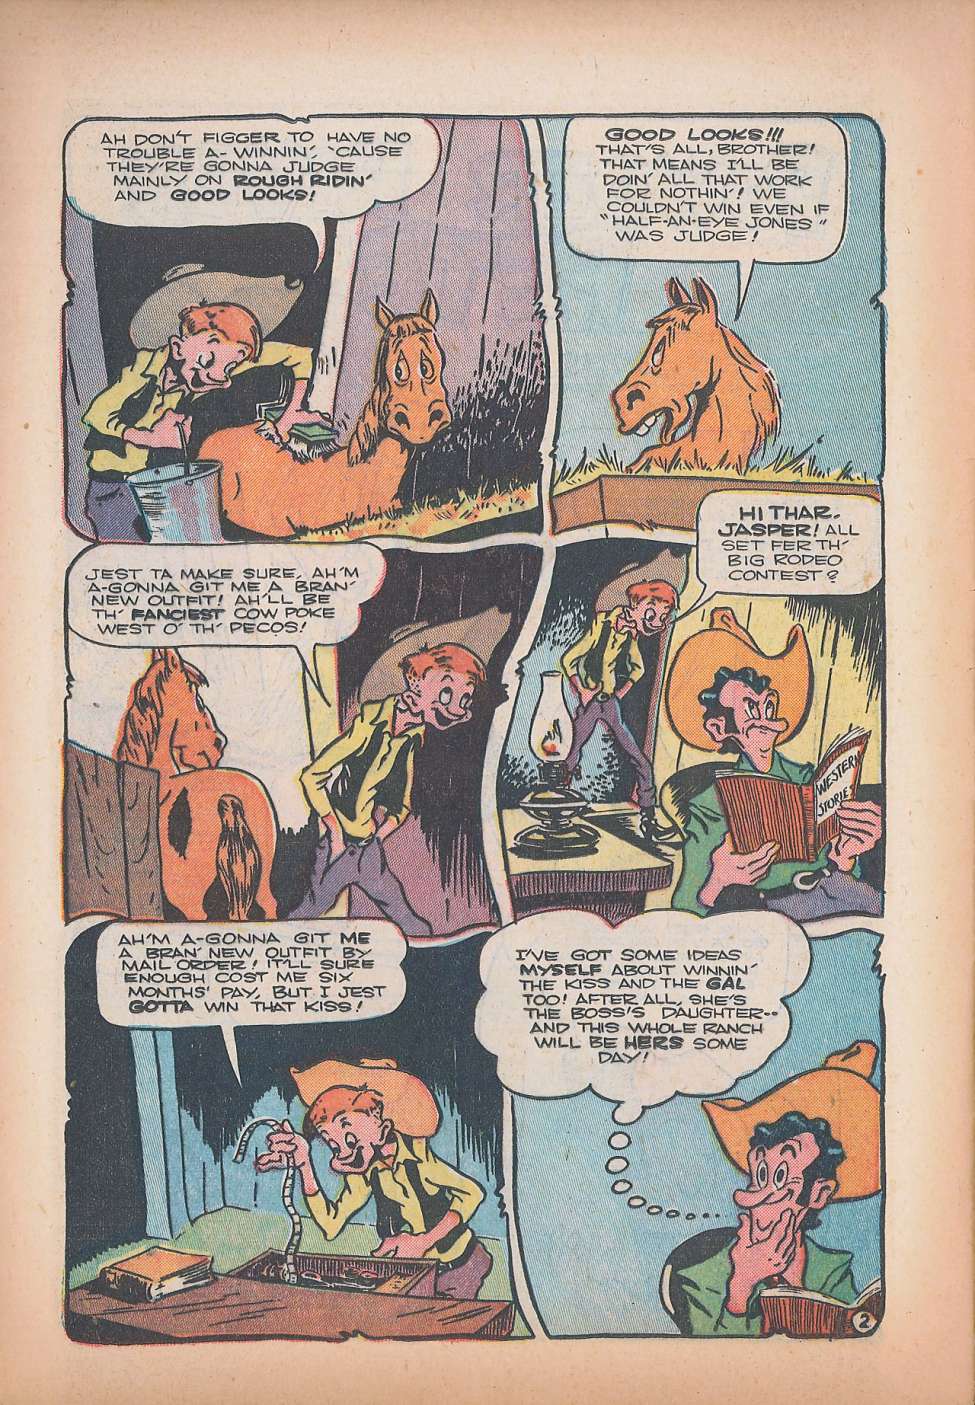 AH DON'T FIGGER TO HAVE NO
TROUBLE A-WINNIN', 'CAUSE
THEY'RE GONNA JUDGE
MAINLY ON ROUGH RIDIN'
AND GOOD LOOKS!
GOOD LOOKS!!!
THAT'S ALL, BROTHER!
THAT MEANS I'LL BE
DOIN' ALL THAT WORK
FOR NOTHIN'! WE
COULDN'T WIN EVEN IF
"HALF-AN-EYE JONES"
WAS JUDGE!
JEST TA MAKE SURE, AH'M
A-GONNA GIT ME A BRAN'
NEW OUTFIT! AH'LL BE
TH' FANCIEST COW POKE
WEST O' TH' PECOS!
HI THAR,
JASPER! ALL
SET FER TH'
BIG RODEO
CONTEST?
WESTERN
STORIES
AH'M A-GONNA GIT ME
A BRAN' NEW OUTFIT BY
MAIL ORDER! IT'LL SURE
ENOUGH COST ME SIX
MONTHS' PAY, BUT I JEST
GOTTA WIN THAT KISS!
I'VE GOT SOME IDEAS
MYSELF ABOUT WINNIN'
THE KISS AND THE GAL
TOO! AFTER ALL, SHE'S
THE BOSS'S DAUGHTER--
AND THIS WHOLE RANCH
WILL BE HERS SOME
DAY!
2